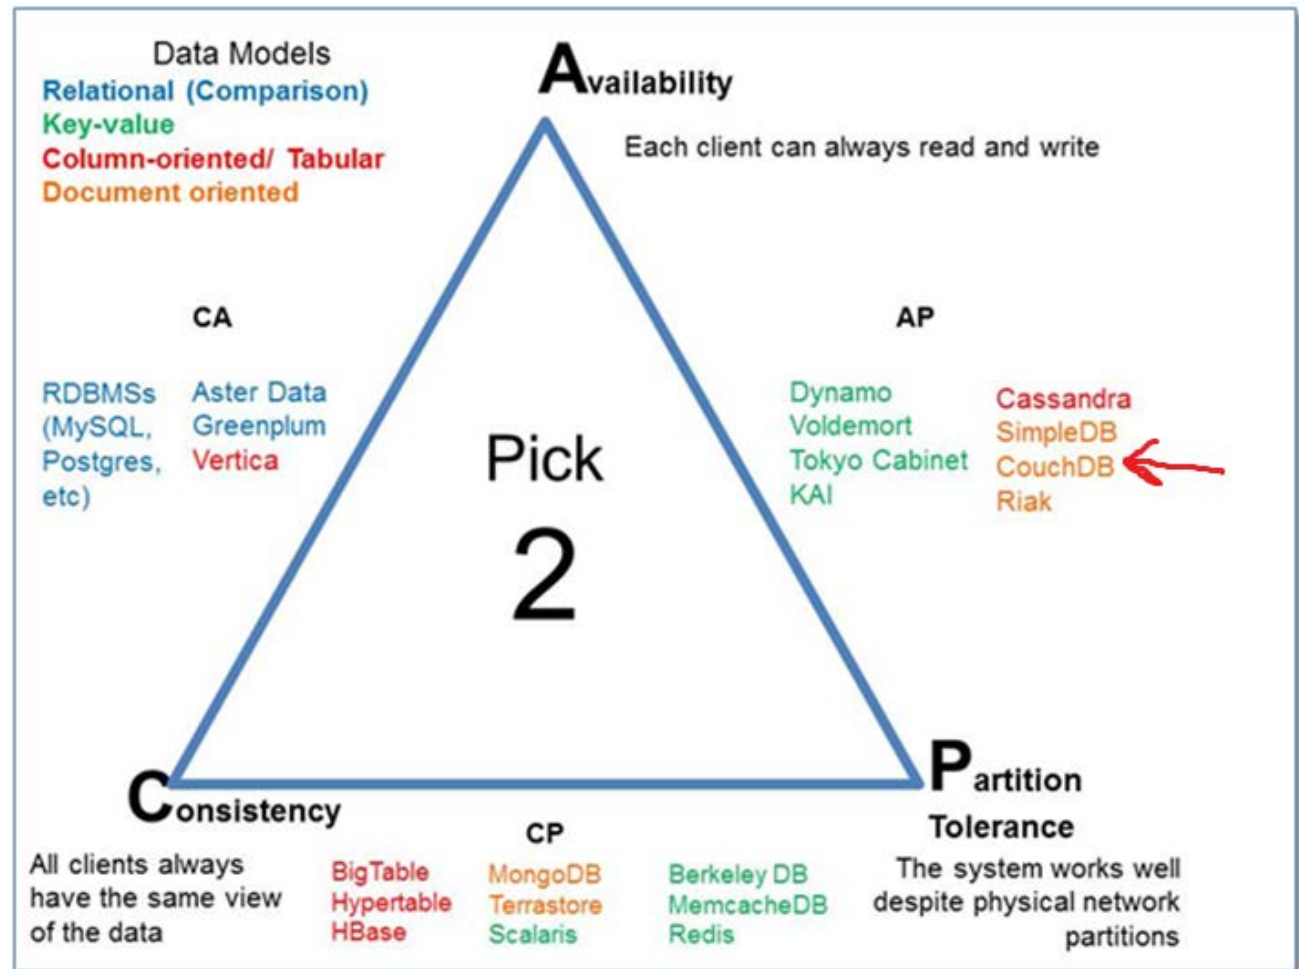 Data Models
Relational (Comparison)
Key-value
Column-oriented/ Tabular
Document oriented
Availability
Each client can always read and write
CA
RDBMSs
(MySQL,
Postgres,
etc)
Aster Data
Greenplum
Vertica
Pick
2
AP
Dynamo
Voldemort
Tokyo Cabinet
KAI
Cassandra
SimpleDB
CouchDB
Riak
Consistency
All clients always
have the same view
of the data
CP
BigTable
Hypertable
HBase
MongoDB
Terrastore
Scalaris
Berkeley DB
MemcacheDB
Redis
Partition
Tolerance
The system works well
despite physical network
partitions